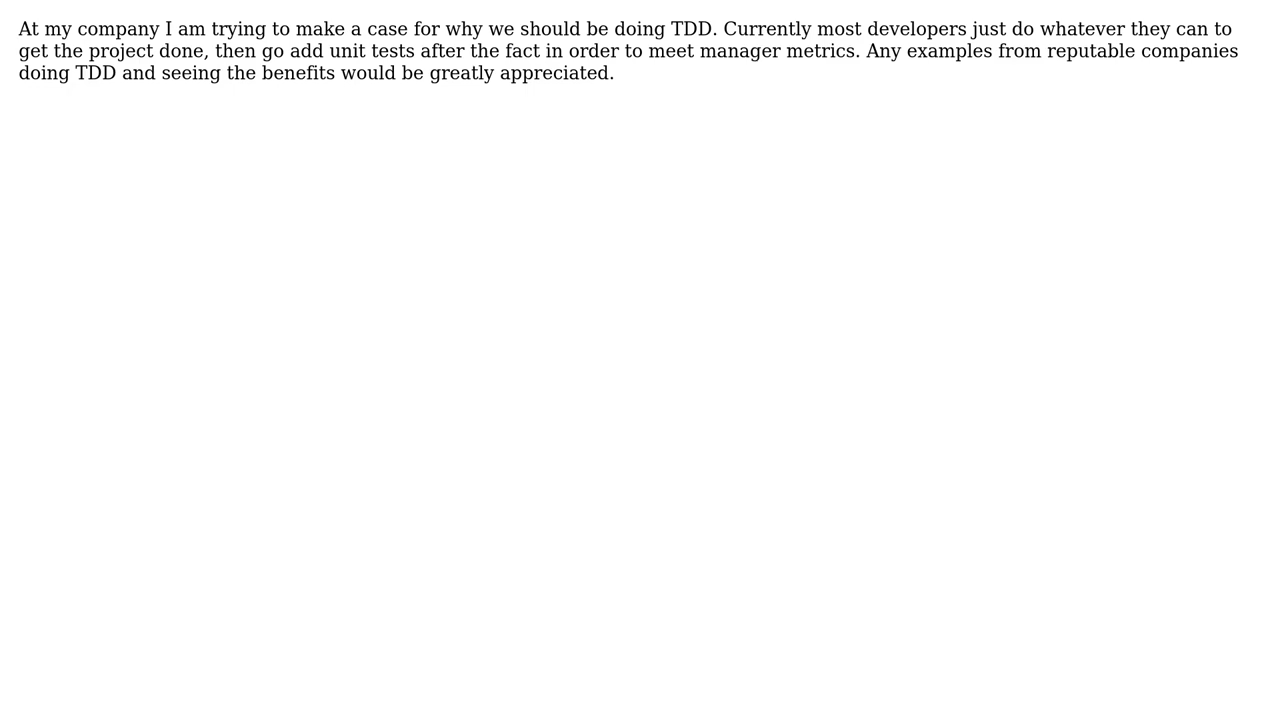 At my company I am trying to make a case for why we should be doing TDD. Currently most developers just do whatever they can to
get the project done, then go add unit tests after the fact in order to meet manager metrics. Any examples from reputable companies
doing TDD and seeing the benefits would be greatly appreciated.